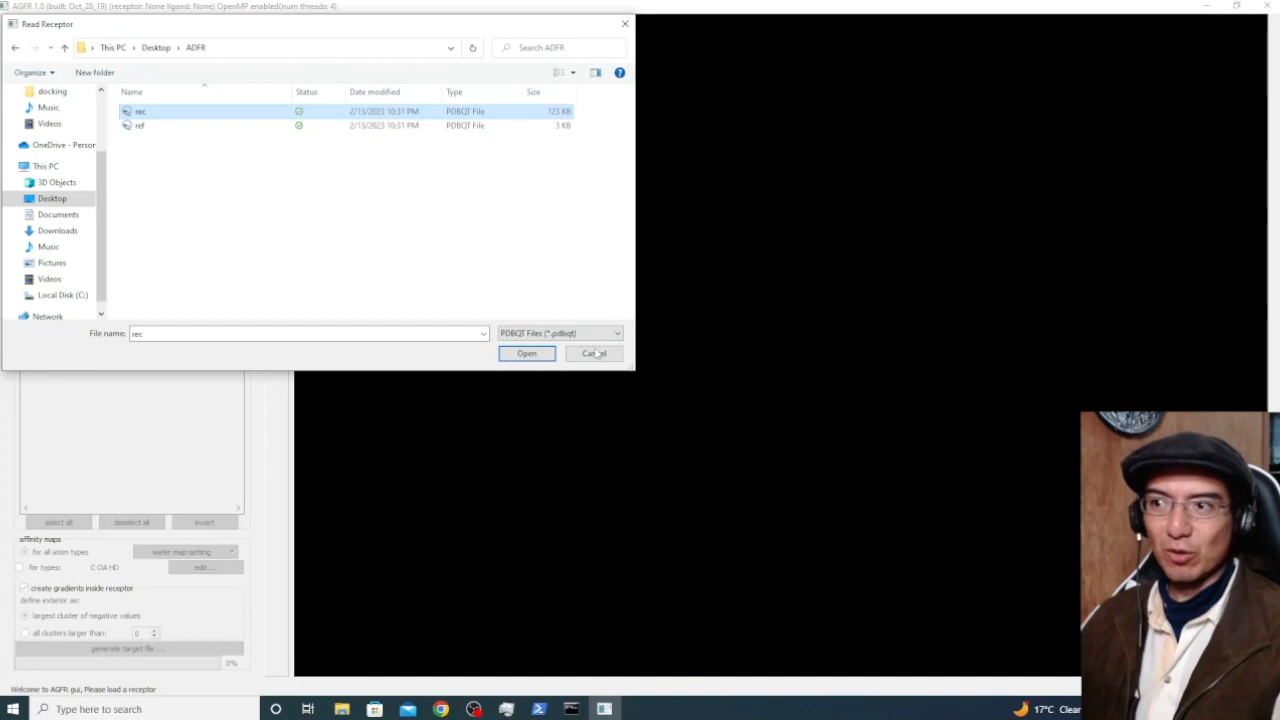 AGFR 1.0 (built: Oct_28_19) (receptor: None ligand: None) OpenMP enabled(num threads: 4)
Read Receptor
This PC > Desktop > ADFR
Search ADFR
Organize
New folder
Name Status Date modified Type Size
rec 2/13/2023 10:31 PM PDBQT File 123 KB
ref 2/13/2023 10:31 PM PDBQT File 3 KB
docking
Music
Videos
OneDrive - Person
This PC
3D Objects
Desktop
Documents
Downloads
Music
Pictures
Videos
Local Disk (C:)
Network
File name: rec
PDBQT Files (*.pdbqt)
Open
Cancel
select all
deselect all
invert
affinity maps
for all atom types
water map setting
for types: C OA HD
edit ...
create gradients inside receptor
define exterior as:
largest cluster of negative values
all clusters larger than: 0
generate target file ...
0%
Welcome to AGFR gui, Please load a receptor
Type here to search
17°C Clear